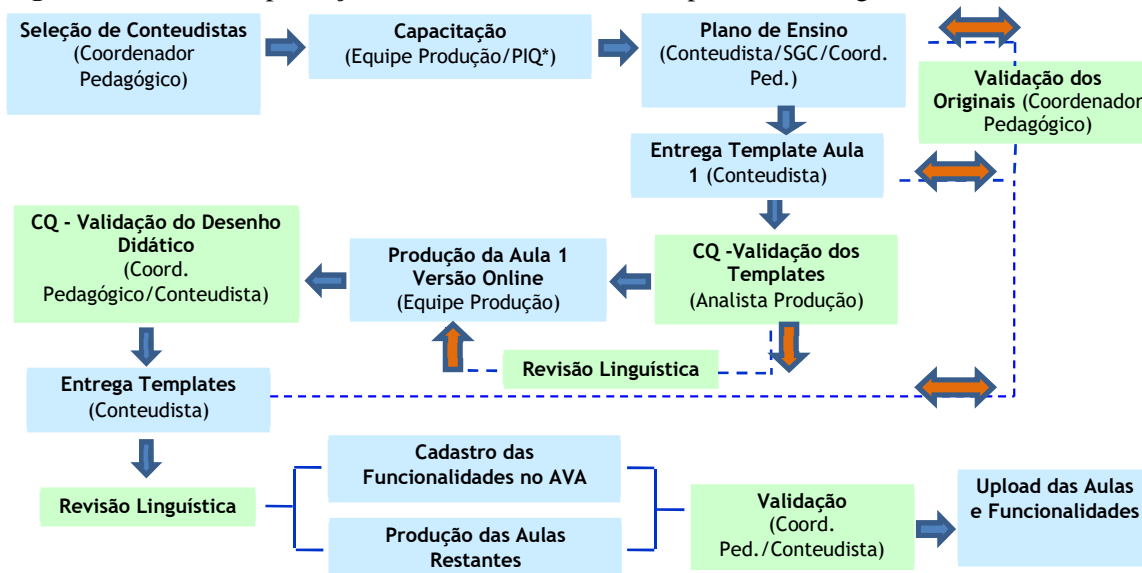 Seleção de Conteudistas
(Coordenador
Pedagógico)
Capacitação
(Equipe Produção/PIQ*)
Plano de Ensino
(Conteudista/SGC/Coord.
Ped.)
Validação dos
Originais (Coordenador
Pedagógico)
Entrega Template Aula
1 (Conteudista)
CQ - Validação do Desenho
Didático
(Coord.
Pedagógico/Conteudista)
Produção da Aula 1
Versão Online
(Equipe Produção)
CQ -Validação dos
Templates
(Analista Produção)
Revisão Linguística
Entrega Templates
(Conteudista)
Revisão Linguística
Cadastro das
Funcionalidades no AVA
Produção das Aulas
Restantes
Validação
(Coord.
Ped./Conteudista)
Upload das Aulas
e Funcionalidades